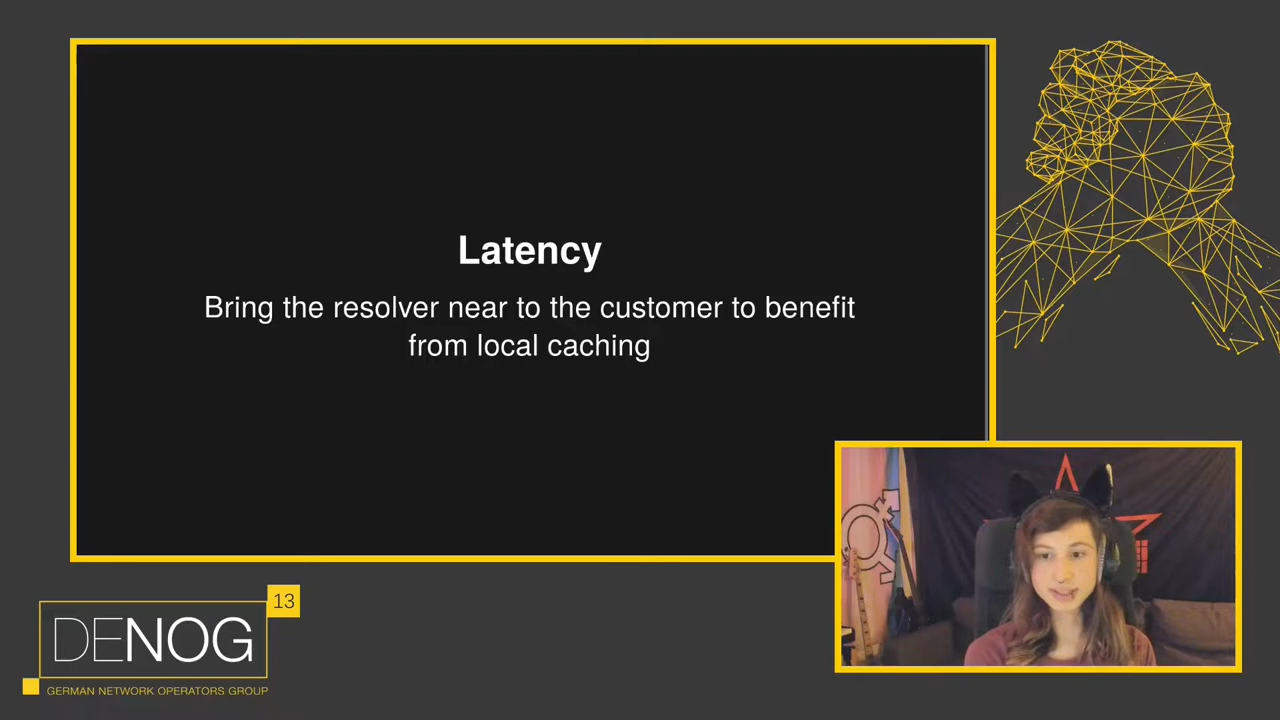 Latency
Bring the resolver near to the customer to benefit
from local caching
13
DENOG
GERMAN NETWORK OPERATORS GROUP